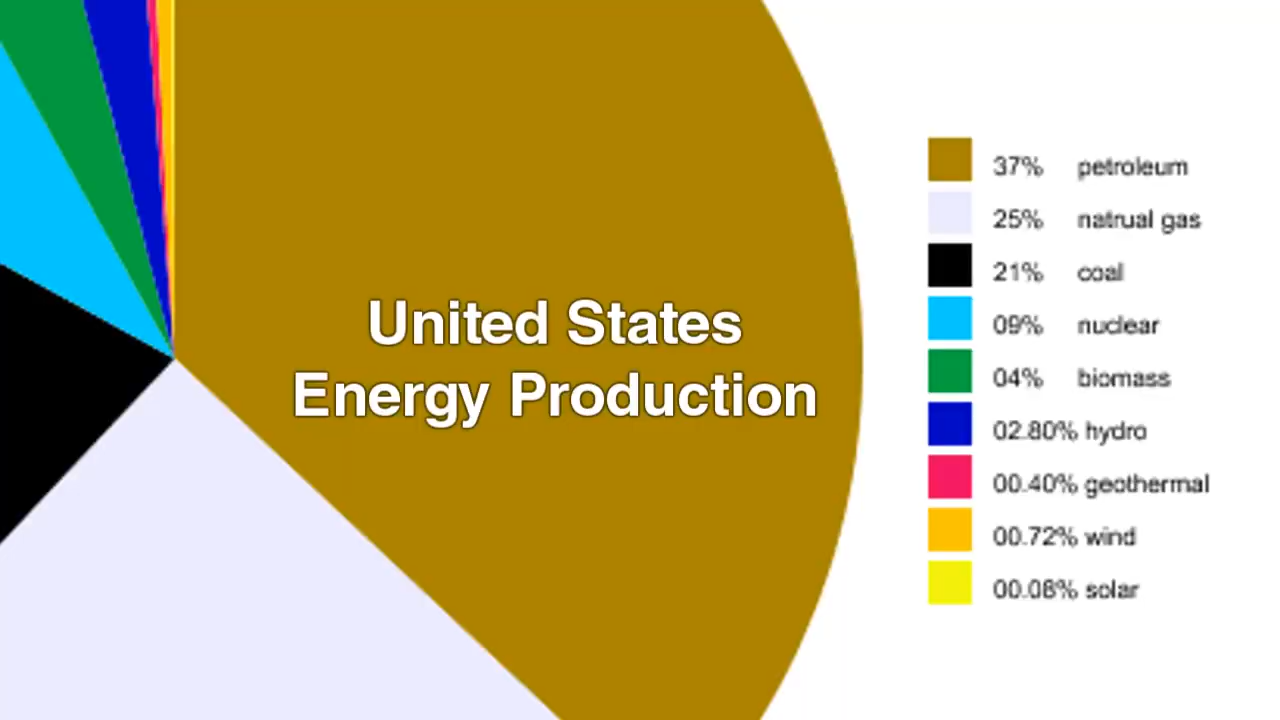 United States
Energy Production
37% petroleum
25% natrual gas
21% coal
09% nuclear
04% biomass
02.80% hydro
00.40% geothermal
00.72% wind
00.08% solar